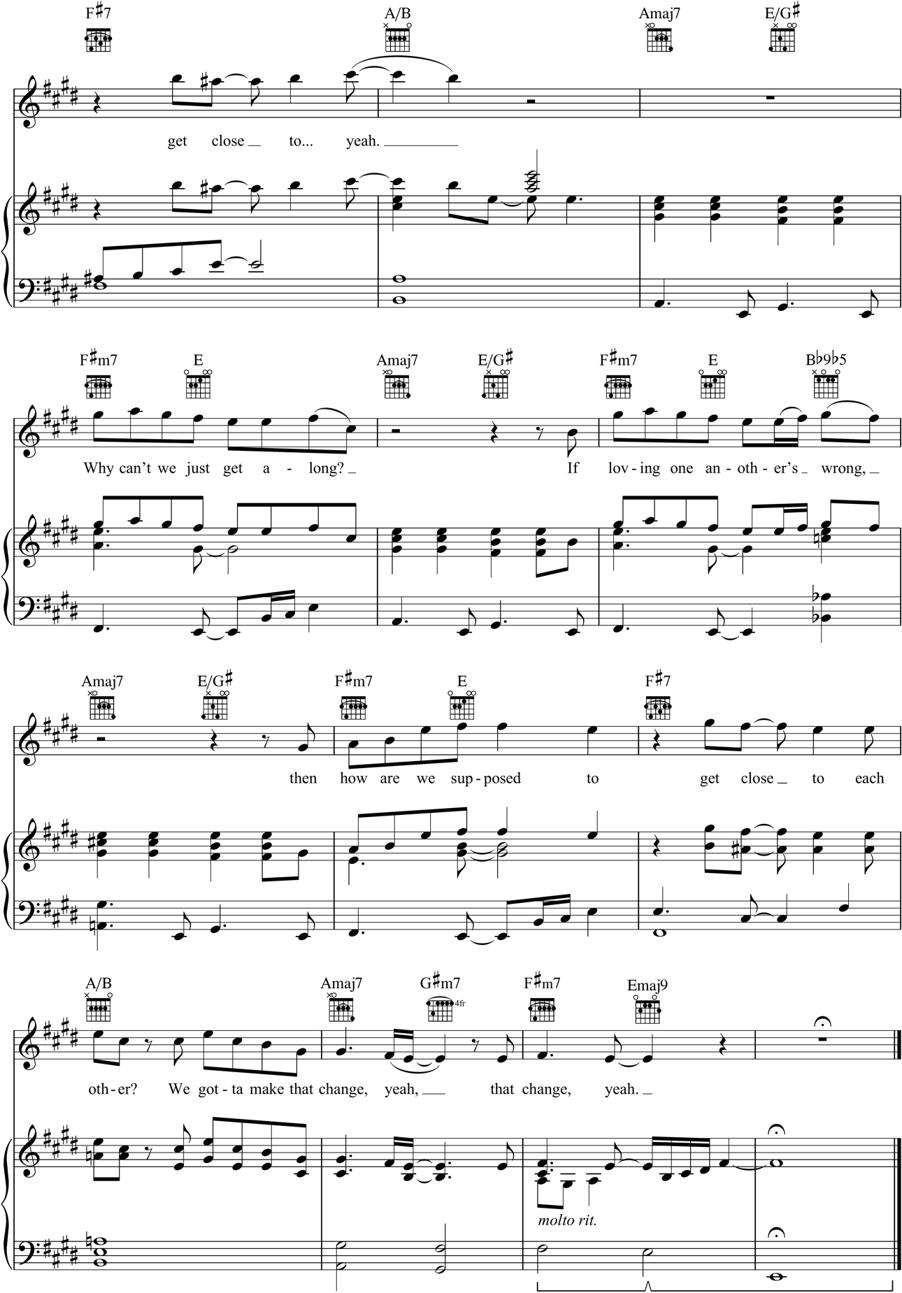 F♯7 A/B Amaj7 E/G♯
get close to... yeah.
F♯m7 E Amaj7 E/G♯ F♯m7 E B♭9♭5
Why can't we just get a - long? If lov - ing one an - oth - er's wrong,
Amaj7 E/G♯ F♯m7 E F♯7
then how are we sup - posed to get close to each
A/B Amaj7 G♯m7 4fr F♯m7 Emaj9
oth - er? We got - ta make that change, yeah, that change, yeah.
molto rit.